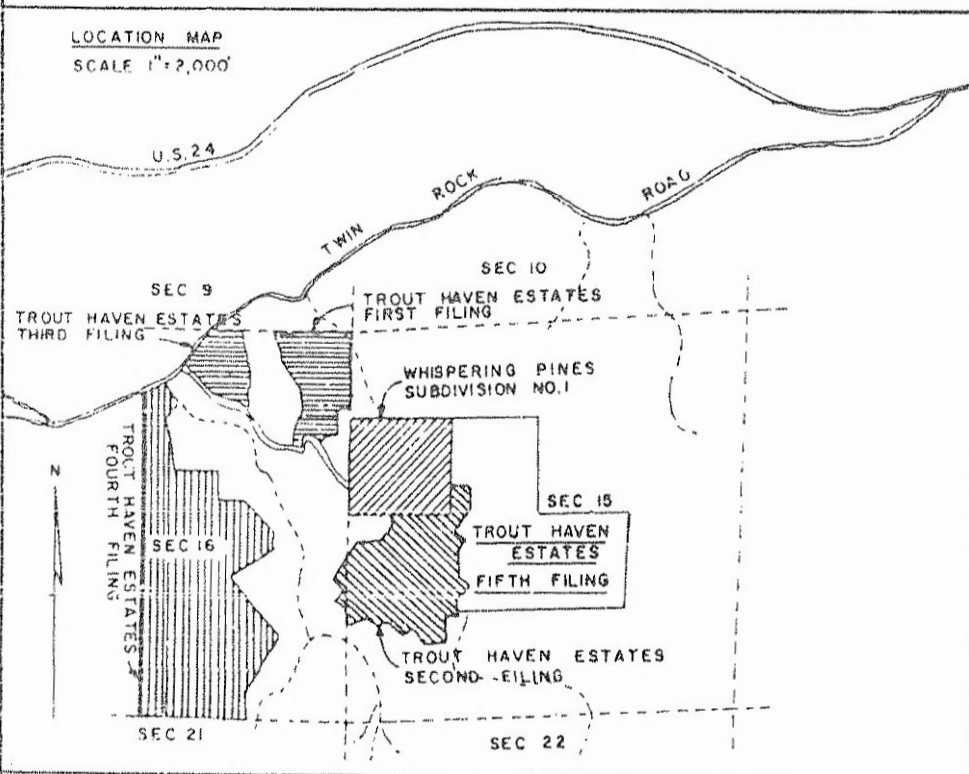 LOCATION MAP
SCALE 1"=2,000'
U.S. 24
TWIN ROCK ROAD
SEC 9
SEC 10
TROUT HAVEN ESTATES
THIRD FILING
TROUT HAVEN ESTATES
FIRST FILING
WHISPERING PINES
SUBDIVISION NO.1
N
TROUT HAVEN ESTATES
FOURTH FILING
SEC 16
SEC 15
TROUT HAVEN
ESTATES
FIFTH FILING
TROUT HAVEN ESTATES
SECOND FILING
SEC 21
SEC 22